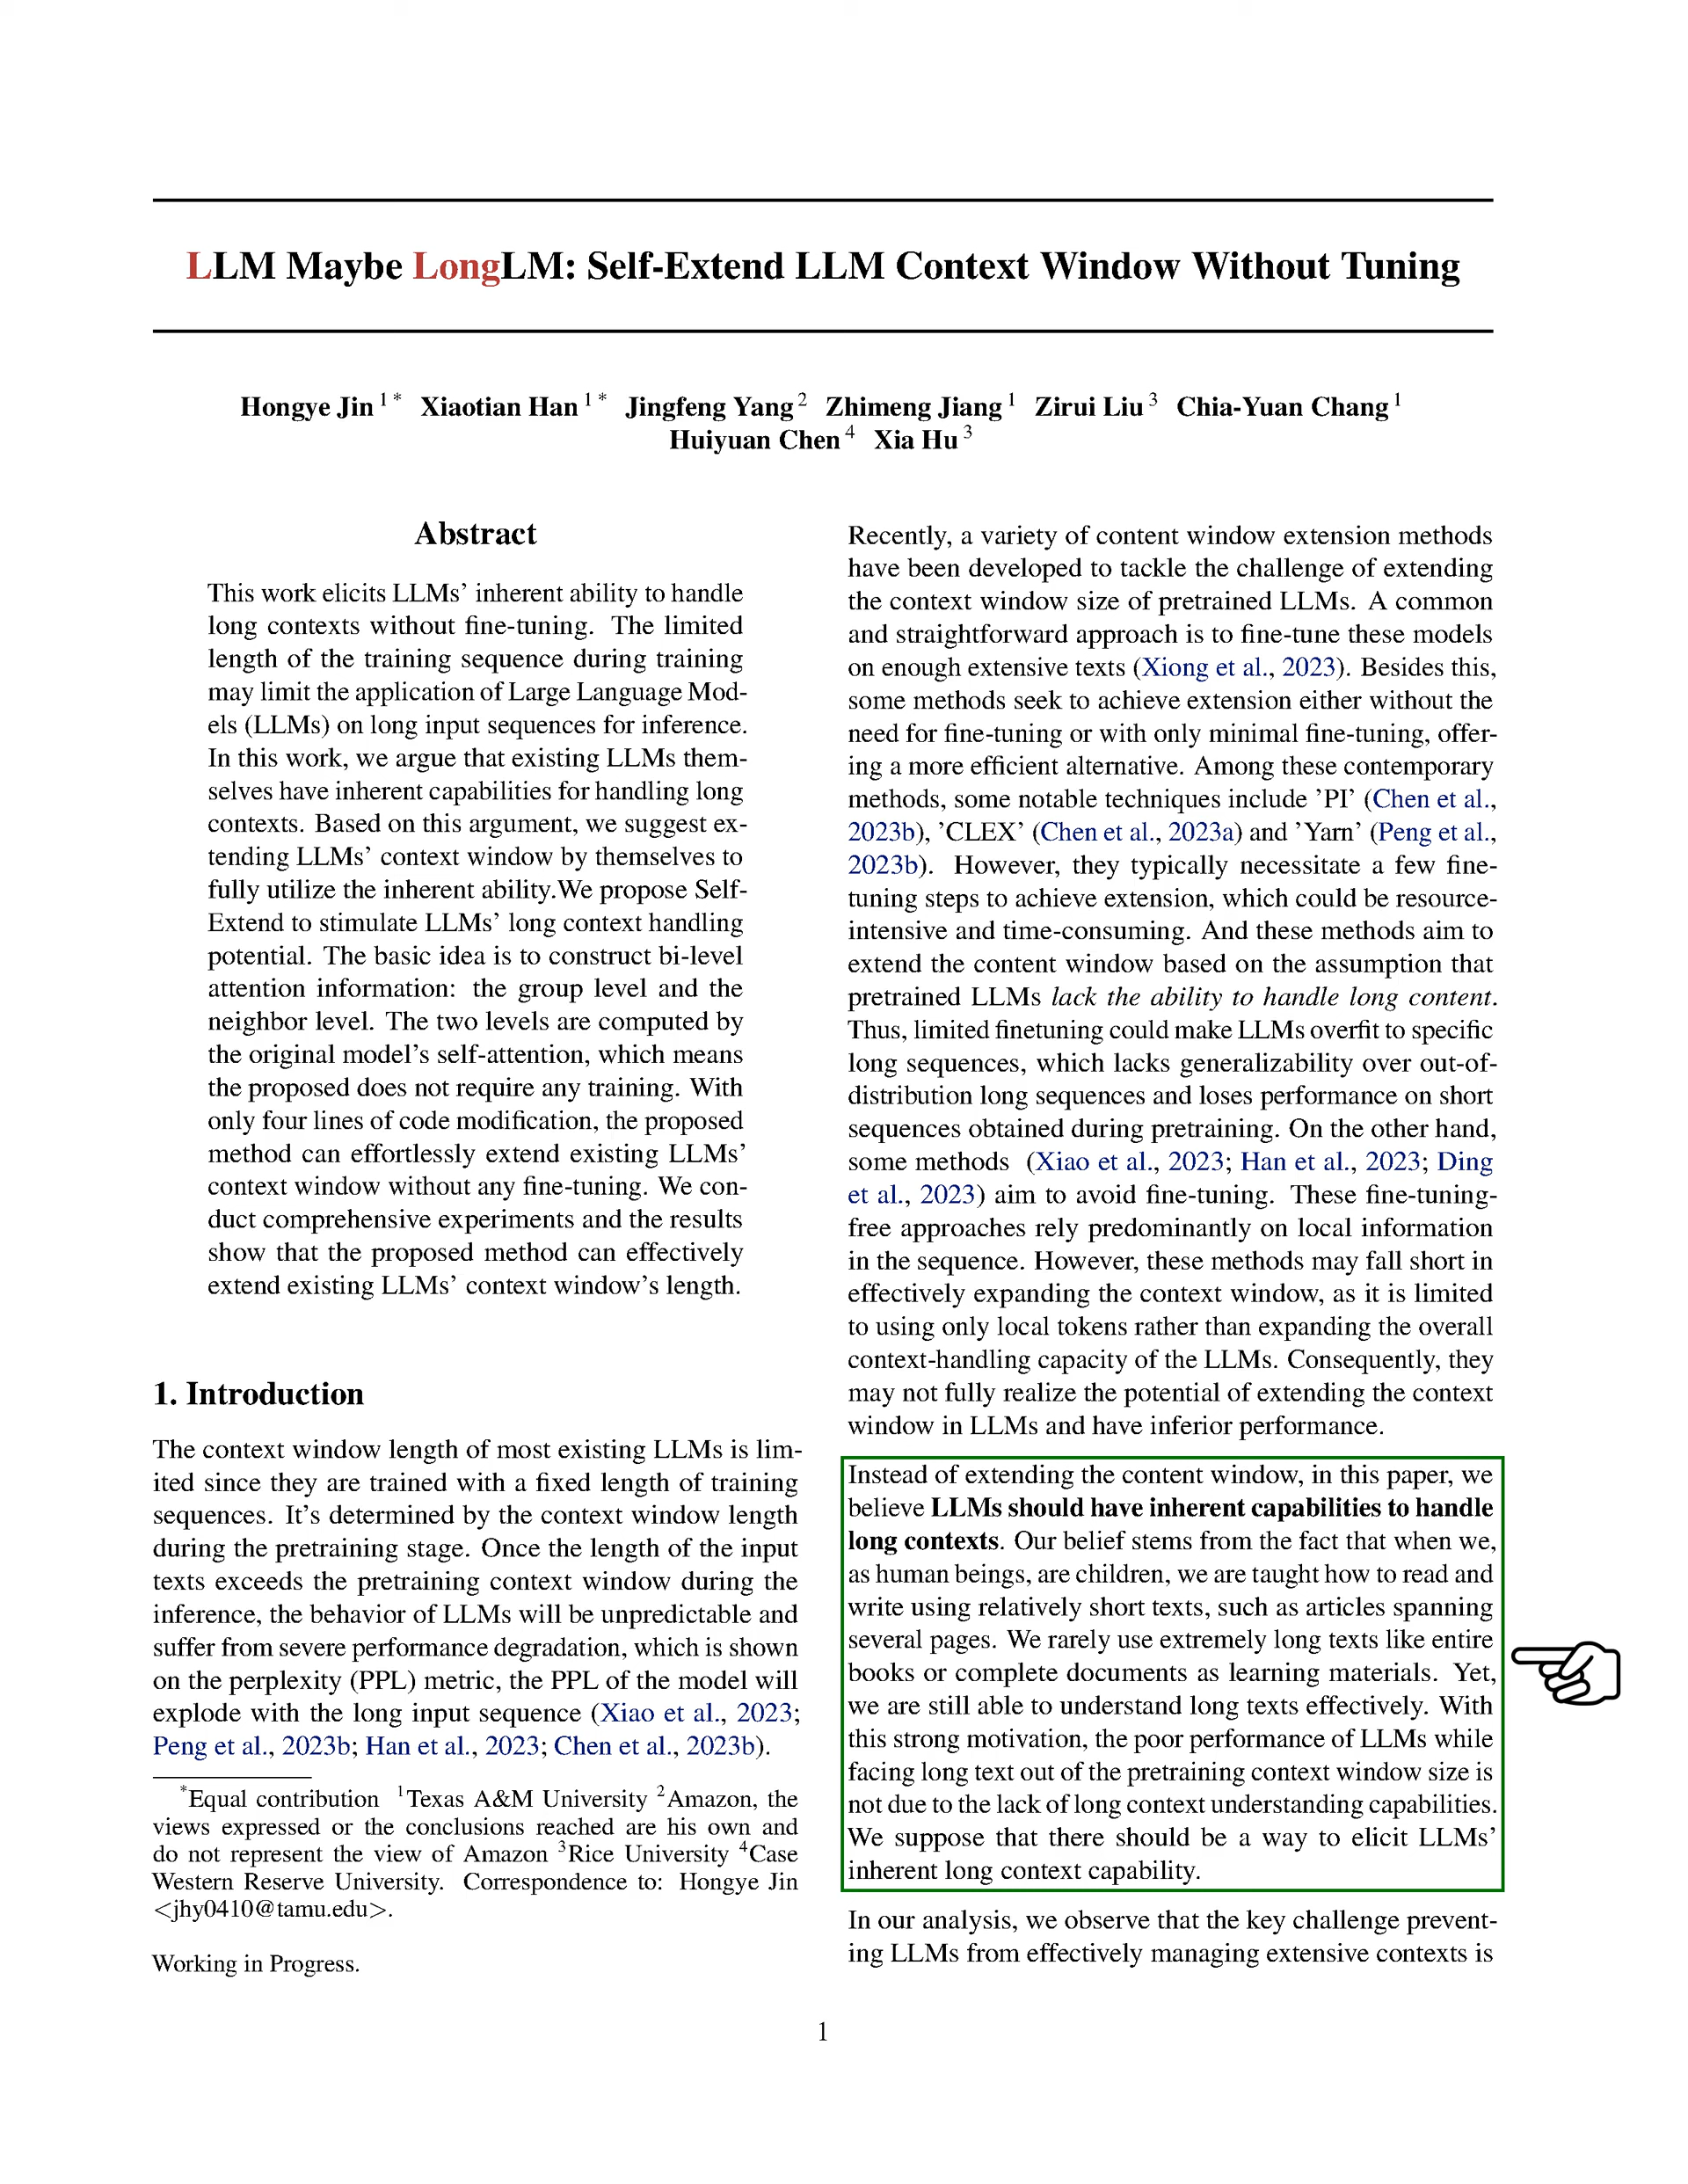 LLM Maybe LongLM: Self-Extend LLM Context Window Without Tuning
Hongye Jin 1 * Xiaotian Han 1 * Jingfeng Yang 2 Zhimeng Jiang 1 Zirui Liu 3 Chia-Yuan Chang 1
Huiyuan Chen 4 Xia Hu 3
Abstract
This work elicits LLMs’ inherent ability to handle
long contexts without fine-tuning. The limited
length of the training sequence during training
may limit the application of Large Language Mod-
els (LLMs) on long input sequences for inference.
In this work, we argue that existing LLMs them-
selves have inherent capabilities for handling long
contexts. Based on this argument, we suggest ex-
tending LLMs’ context window by themselves to
fully utilize the inherent ability.We propose Self-
Extend to stimulate LLMs’ long context handling
potential. The basic idea is to construct bi-level
attention information: the group level and the
neighbor level. The two levels are computed by
the original model’s self-attention, which means
the proposed does not require any training. With
only four lines of code modification, the proposed
method can effortlessly extend existing LLMs’
context window without any fine-tuning. We con-
duct comprehensive experiments and the results
show that the proposed method can effectively
extend existing LLMs’ context window’s length.
1. Introduction
The context window length of most existing LLMs is lim-
ited since they are trained with a fixed length of training
sequences. It’s determined by the context window length
during the pretraining stage. Once the length of the input
texts exceeds the pretraining context window during the
inference, the behavior of LLMs will be unpredictable and
suffer from severe performance degradation, which is shown
on the perplexity (PPL) metric, the PPL of the model will
explode with the long input sequence (Xiao et al., 2023;
Peng et al., 2023b; Han et al., 2023; Chen et al., 2023b).
*Equal contribution 1Texas A&M University 2Amazon, the
views expressed or the conclusions reached are his own and
do not represent the view of Amazon 3Rice University 4Case
Western Reserve University. Correspondence to: Hongye Jin
<jhy0410@tamu.edu>.
Working in Progress.
Recently, a variety of content window extension methods
have been developed to tackle the challenge of extending
the context window size of pretrained LLMs. A common
and straightforward approach is to fine-tune these models
on enough extensive texts (Xiong et al., 2023). Besides this,
some methods seek to achieve extension either without the
need for fine-tuning or with only minimal fine-tuning, offer-
ing a more efficient alternative. Among these contemporary
methods, some notable techniques include ’PI’ (Chen et al.,
2023b), ’CLEX’ (Chen et al., 2023a) and ’Yarn’ (Peng et al.,
2023b). However, they typically necessitate a few fine-
tuning steps to achieve extension, which could be resource-
intensive and time-consuming. And these methods aim to
extend the content window based on the assumption that
pretrained LLMs lack the ability to handle long content.
Thus, limited finetuning could make LLMs overfit to specific
long sequences, which lacks generalizability over out-of-
distribution long sequences and loses performance on short
sequences obtained during pretraining. On the other hand,
some methods (Xiao et al., 2023; Han et al., 2023; Ding
et al., 2023) aim to avoid fine-tuning. These fine-tuning-
free approaches rely predominantly on local information
in the sequence. However, these methods may fall short in
effectively expanding the context window, as it is limited
to using only local tokens rather than expanding the overall
context-handling capacity of the LLMs. Consequently, they
may not fully realize the potential of extending the context
window in LLMs and have inferior performance.
Instead of extending the content window, in this paper, we
believe LLMs should have inherent capabilities to handle
long contexts. Our belief stems from the fact that when we,
as human beings, are children, we are taught how to read and
write using relatively short texts, such as articles spanning
several pages. We rarely use extremely long texts like entire
books or complete documents as learning materials. Yet,
we are still able to understand long texts effectively. With
this strong motivation, the poor performance of LLMs while
facing long text out of the pretraining context window size is
not due to the lack of long context understanding capabilities.
We suppose that there should be a way to elicit LLMs’
inherent long context capability.
In our analysis, we observe that the key challenge prevent-
ing LLMs from effectively managing extensive contexts is
1